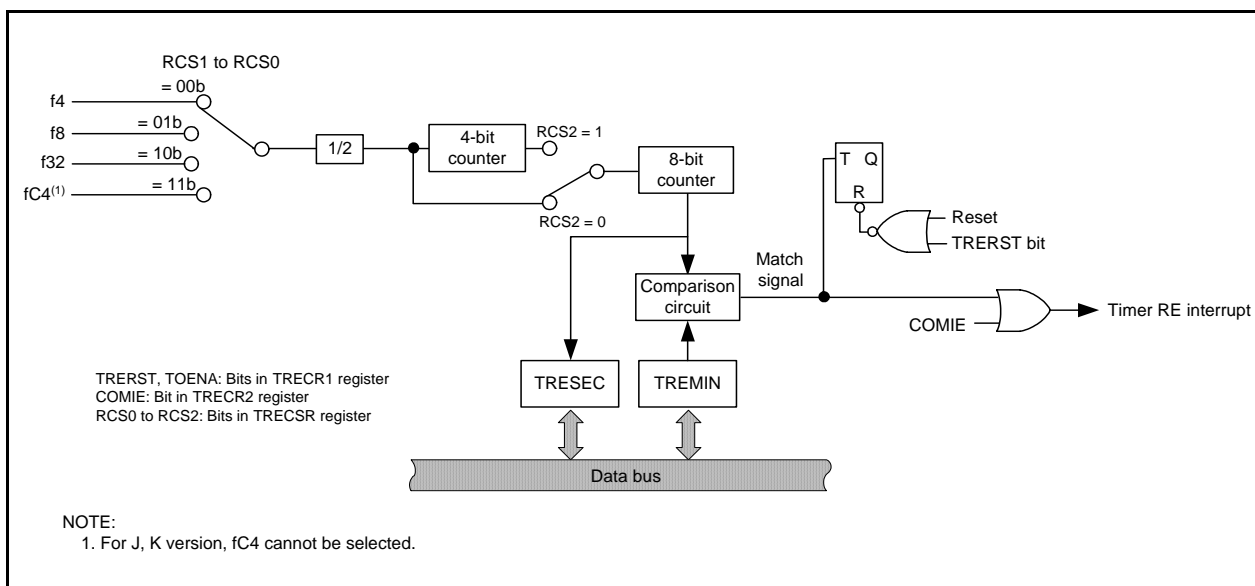 RCS1 to RCS0
= 00b
f4
= 01b
f8
= 10b
f32
= 11b
fC4(1)
1/2
4-bit
counter
RCS2 = 1
RCS2 = 0
8-bit
counter
T Q
R
Reset
TRERST bit
Match
signal
Comparison
circuit
COMIE
Timer RE interrupt
TRERST, TOENA: Bits in TRECR1 register
COMIE: Bit in TRECR2 register
RCS0 to RCS2: Bits in TRECSR register
TRESEC
TREMIN
Data bus
NOTE:
1. For J, K version, fC4 cannot be selected.